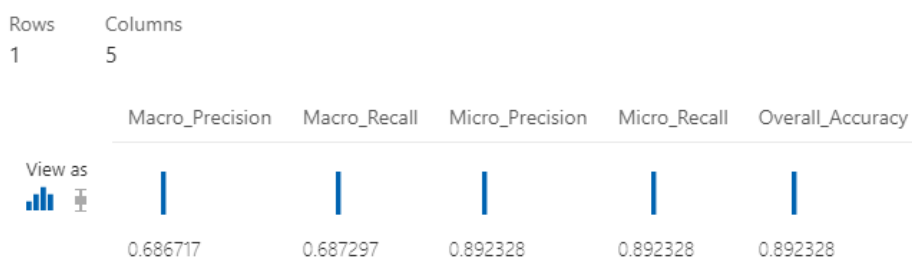 Rows Columns
1 5
Macro_Precision Macro_Recall Micro_Precision Micro_Recall Overall_Accuracy
View as
0.686717 0.687297 0.892328 0.892328 0.892328